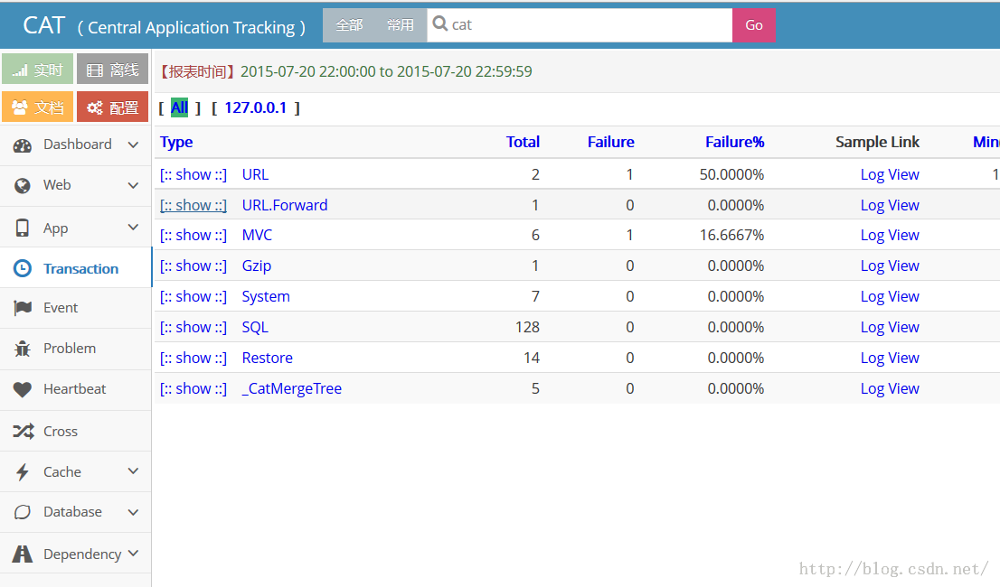 CAT ( Central Application Tracking ) 全部 常用 cat Go
实时 离线
文档 配置
Dashboard
Web
App
Transaction
Event
Problem
Heartbeat
Cross
Cache
Database
Dependency
【报表时间】2015-07-20 22:00:00 to 2015-07-20 22:59:59
[ All ] [ 127.0.0.1 ]
Type Total Failure Failure% Sample Link Min
[:: show ::] URL 2 1 50.0000% Log View 1
[:: show ::] URL.Forward 1 0 0.0000% Log View
[:: show ::] MVC 6 1 16.6667% Log View
[:: show ::] Gzip 1 0 0.0000% Log View
[:: show ::] System 7 0 0.0000% Log View
[:: show ::] SQL 128 0 0.0000% Log View
[:: show ::] Restore 14 0 0.0000% Log View
[:: show ::] _CatMergeTree 5 0 0.0000% Log View
http://blog.csdn.net/